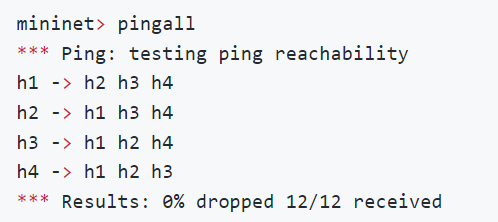 mininet> pingall
*** Ping: testing ping reachability
h1 -> h2 h3 h4
h2 -> h1 h3 h4
h3 -> h1 h2 h4
h4 -> h1 h2 h3
*** Results: 0% dropped 12/12 received